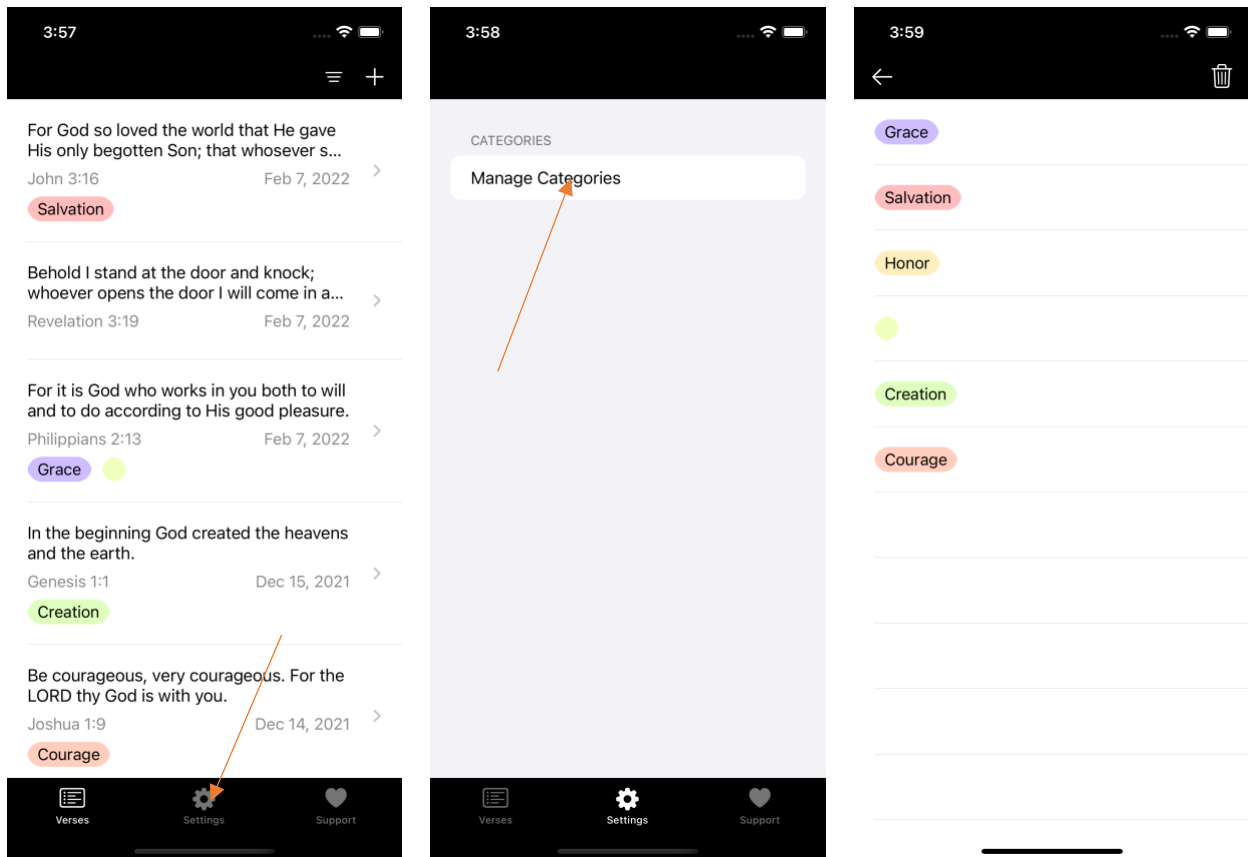 3:57
For God so loved the world that He gave
His only begotten Son; that whosever s...
John 3:16 Feb 7, 2022
Salvation
Behold I stand at the door and knock;
whoever opens the door I will come in a...
Revelation 3:19 Feb 7, 2022
For it is God who works in you both to will
and to do according to His good pleasure.
Philippians 2:13 Feb 7, 2022
Grace
In the beginning God created the heavens
and the earth.
Genesis 1:1 Dec 15, 2021
Creation
Be courageous, very courageous. For the
LORD thy God is with you.
Joshua 1:9 Dec 14, 2021
Courage
Verses Settings Support
3:58
CATEGORIES
Manage Categories
Verses Settings Support
3:59
Grace
Salvation
Honor
Creation
Courage